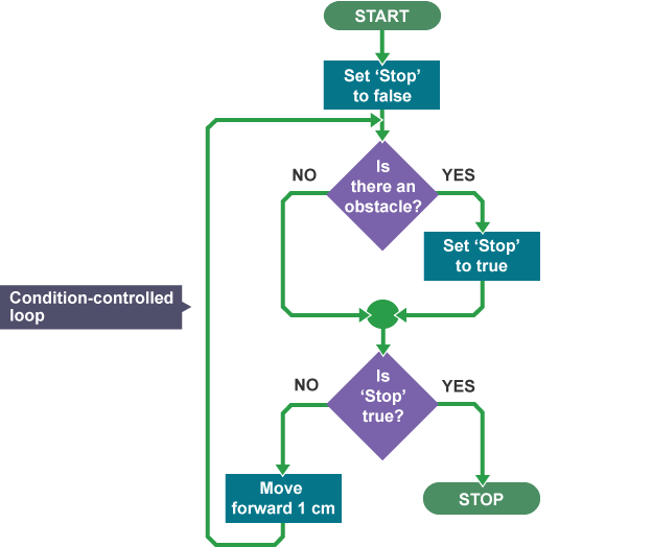 START
Set ‘Stop’
to false
NO
Is
there an
obstacle?
YES
Set ‘Stop’
to true
Condition-controlled
loop
NO
Is
‘Stop’
true?
YES
Move
forward 1 cm
STOP